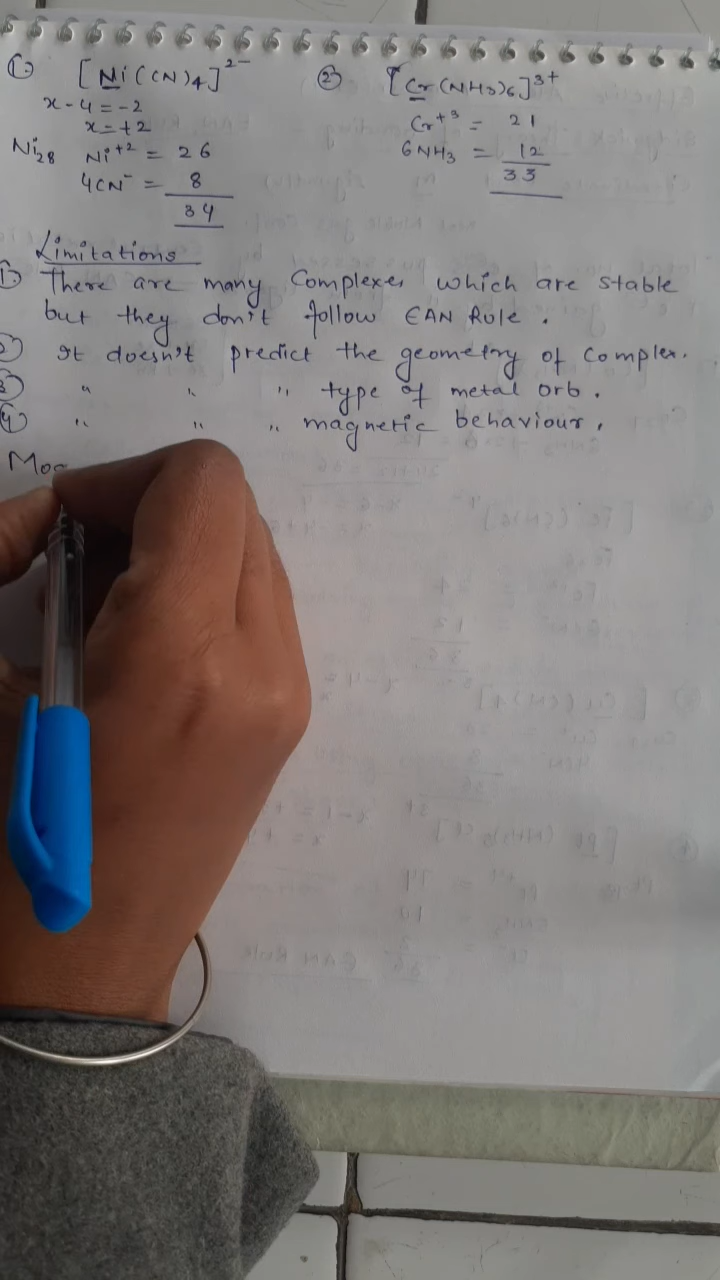 ① [Ni(CN)₄]²⁻
x-4=-2
x=+2
Ni₂₈ Ni⁺² = 26
4CN⁻ = 8
34
② [Cr(NH₃)₆]³⁺
Cr⁺³ = 21
6NH₃ = 12
33
Limitations
① There are many Complexes which are stable
but they don't follow EAN Rule .
② It doesn't predict the geometry of Complex.
③ " " " type of metal orb .
④ " " " magnetic behaviour .